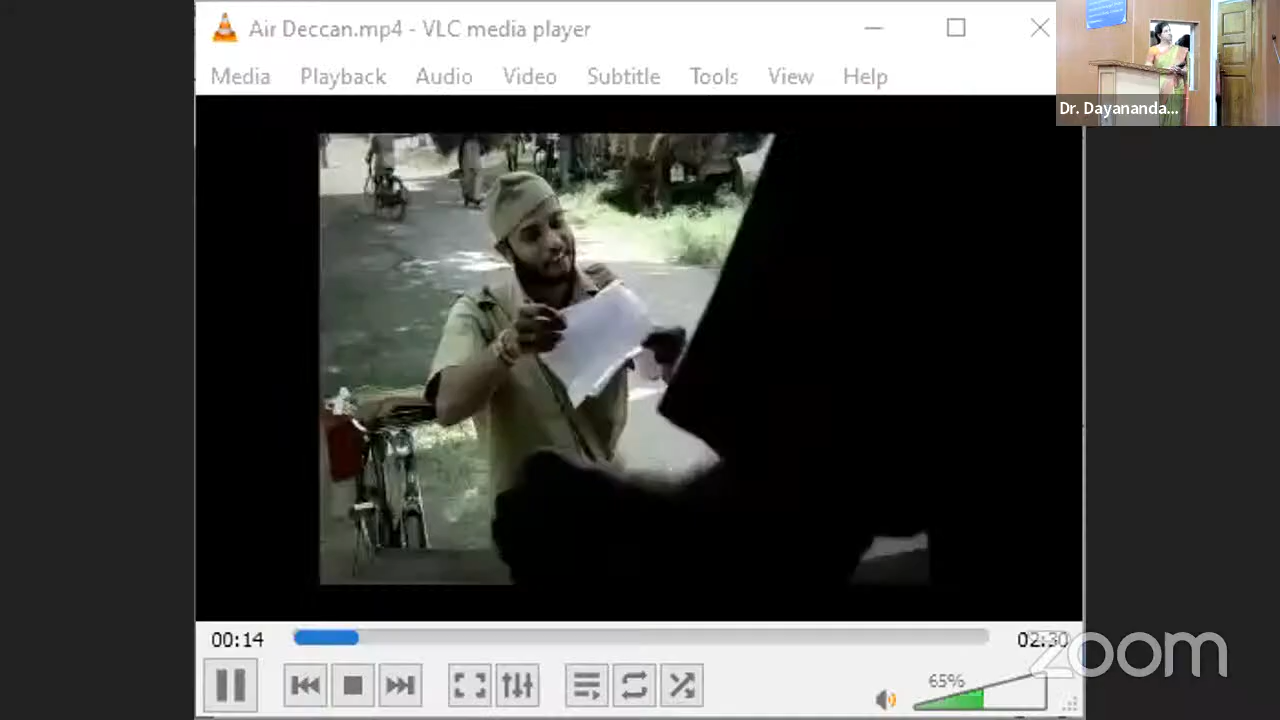 Air Deccan.mp4 - VLC media player
Media Playback Audio Video Subtitle Tools View Help
Dr. Dayananda...
00:14
02:30
zoom
65%